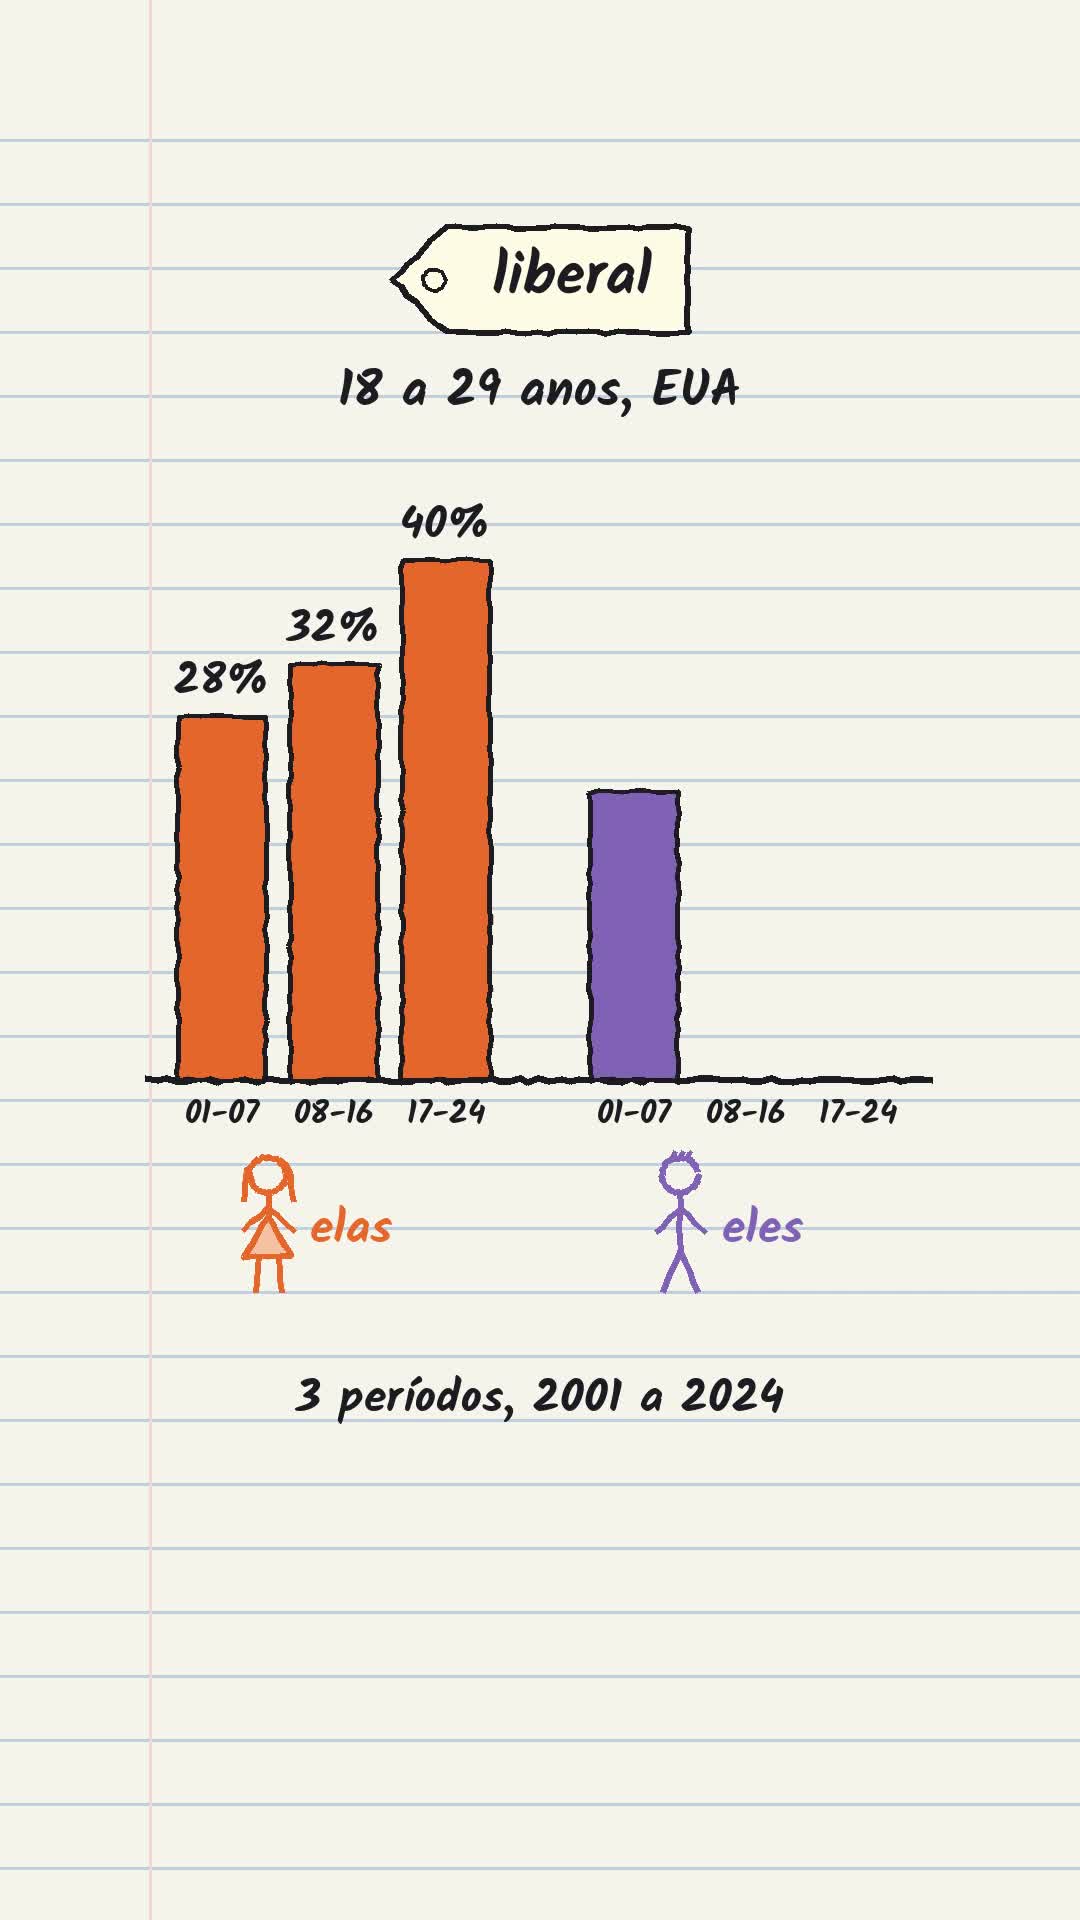 liberal
18 a 29 anos, EUA
40%
32%
28%
01-07 08-16 17-24 01-07 08-16 17-24
elas eles
3 períodos, 2001 a 2024